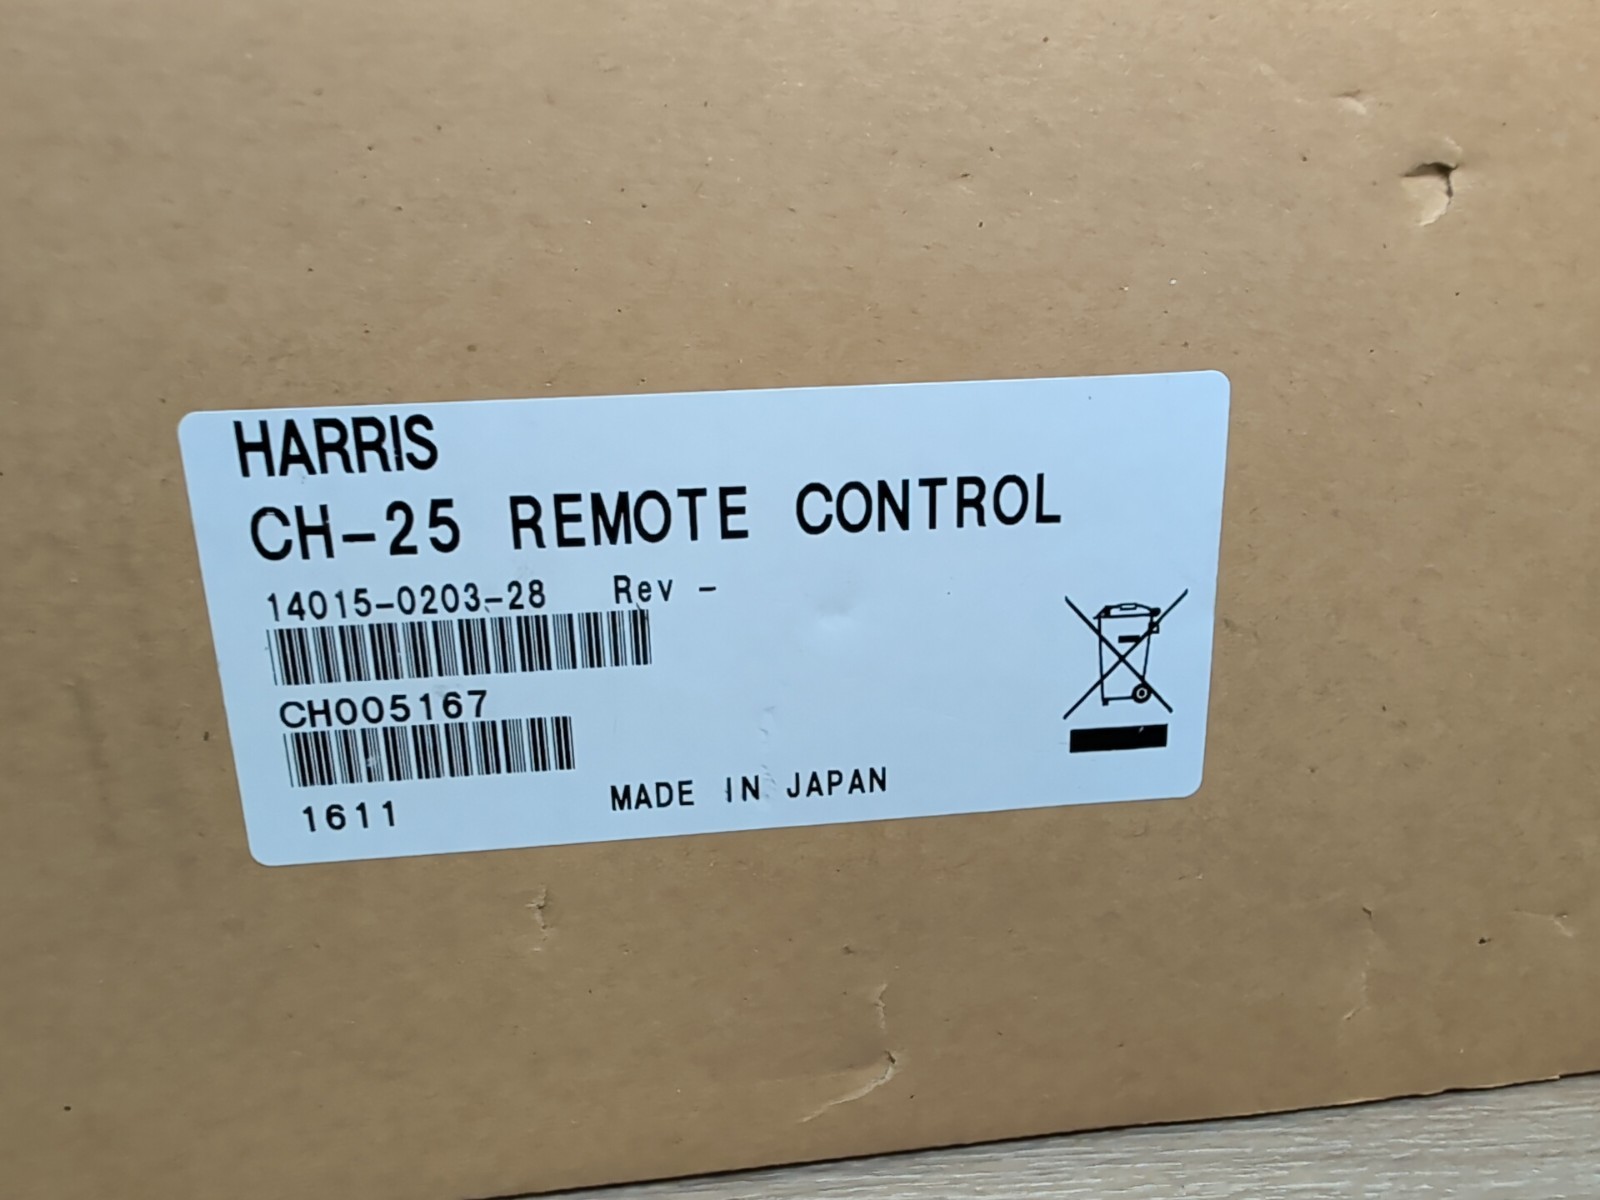 HARRIS
CH-25 REMOTE CONTROL
14015-0203-28 Rev -
CH005167
1611
MADE IN JAPAN